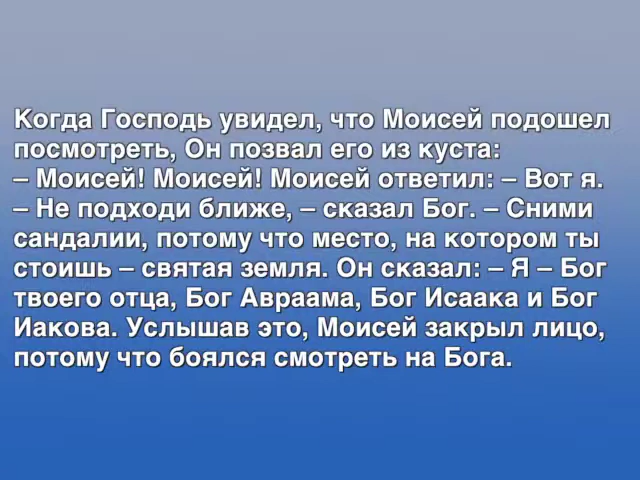 Когда Господь увидел, что Моисей подошел
посмотреть, Он позвал его из куста:
– Моисей! Моисей! Моисей ответил: – Вот я.
– Не подходи ближе, – сказал Бог. – Сними
сандалии, потому что место, на котором ты
стоишь – святая земля. Он сказал: – Я – Бог
твоего отца, Бог Авраама, Бог Исаака и Бог
Иакова. Услышав это, Моисей закрыл лицо,
потому что боялся смотреть на Бога.